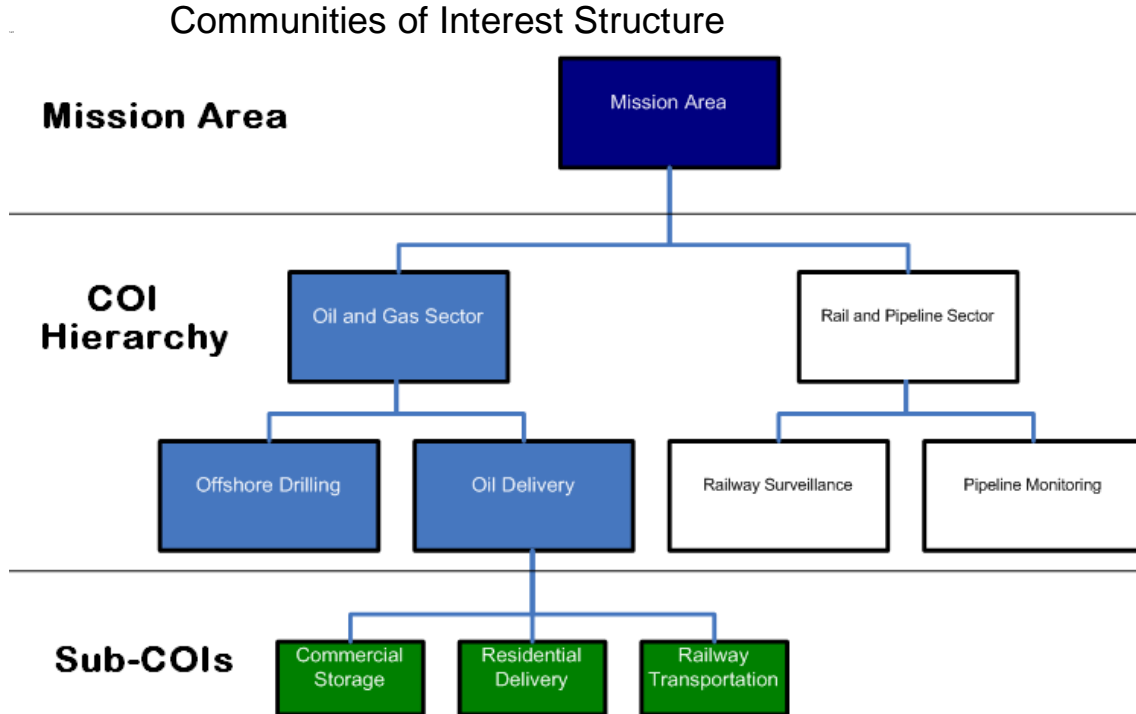 Communities of Interest Structure
Mission Area
Mission Area
COI
Hierarchy
Oil and Gas Sector
Rail and Pipeline Sector
Offshore Drilling
Oil Delivery
Railway Surveillance
Pipeline Monitoring
Sub-COIs
Commercial
Storage
Residential
Delivery
Railway
Transportation